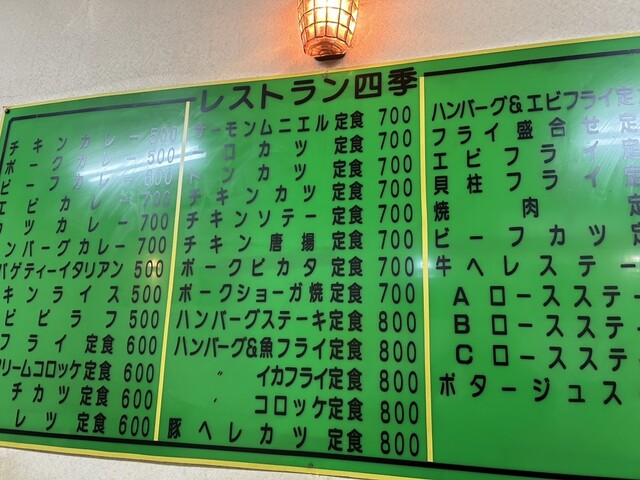 レストラン四季
チキンカレー 500
ポークカレー 500
ビーフカレー 600
エビカレー 700
カツカレー 700
ンバーグカレー 700
パゲティーイタリアン 500
キンライス 500
ビピラフ 500
フライ定食 600
リームコロッケ定食 600
チカツ定食 600
レツ定食 600
サーモンムニエル定食 700
一口カツ定食 700
トンカツ定食 700
チキンカツ定食 700
チキンソテー定食 700
チキン唐揚定食 700
ポークピカタ定食 700
ポークショーガ焼定食 700
ハンバーグステーキ定食 800
ハンバーグ&魚フライ定食 800
〃 イカフライ定食 800
〃 コロッケ定食 800
豚ヘレカツ定食 800
ハンバーグ&エビフライ定
フライ盛合せ定
エビフライ定
貝柱フライ定
焼肉定
ビーフカツ定
牛ヘレステー
Aロースステ
Bロースステ
Cロースステ
ポタージュス